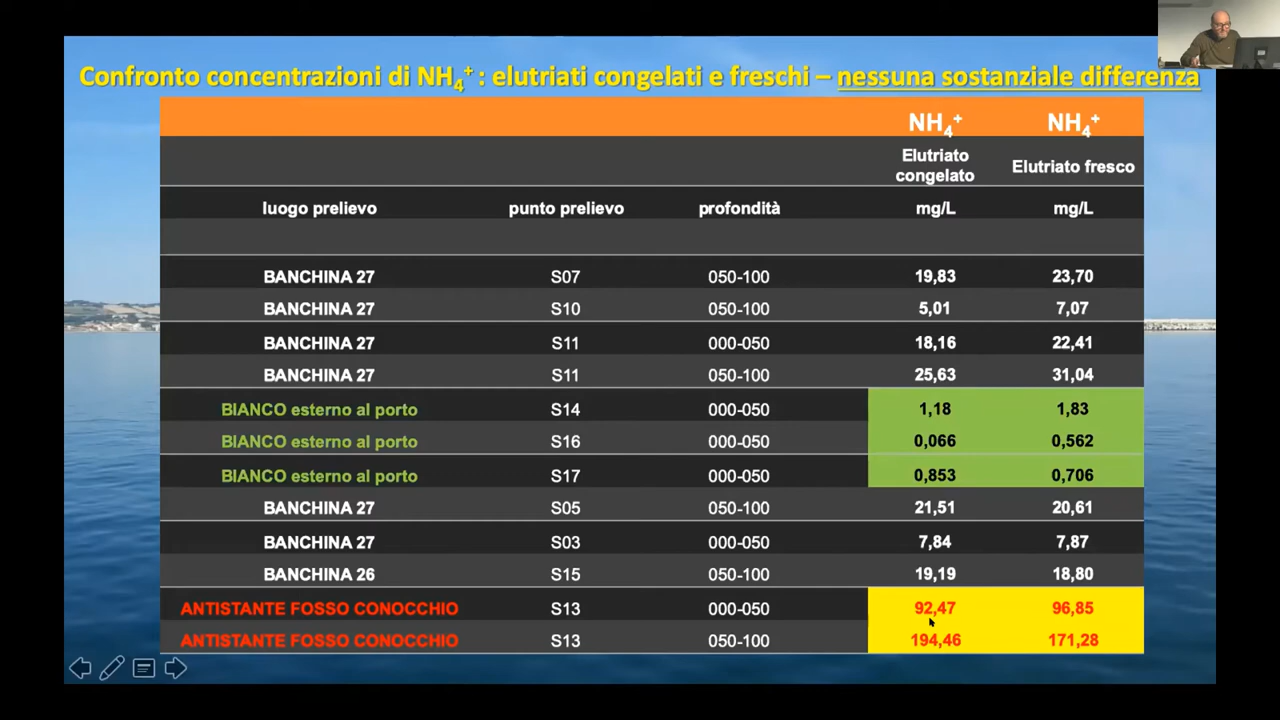 Confronto concentrazioni di NH4+ : elutriati congelati e freschi – nessuna sostanziale differenza
NH4+ NH4+
Elutriato congelato Elutriato fresco
luogo prelievo punto prelievo profondità mg/L mg/L
BANCHINA 27 S07 050-100 19,83 23,70
BANCHINA 27 S10 050-100 5,01 7,07
BANCHINA 27 S11 000-050 18,16 22,41
BANCHINA 27 S11 050-100 25,63 31,04
BIANCO esterno al porto S14 000-050 1,18 1,83
BIANCO esterno al porto S16 000-050 0,066 0,562
BIANCO esterno al porto S17 000-050 0,853 0,706
BANCHINA 27 S05 050-100 21,51 20,61
BANCHINA 27 S03 000-050 7,84 7,87
BANCHINA 26 S15 050-100 19,19 18,80
ANTISTANTE FOSSO CONOCCHIO S13 000-050 92,47 96,85
ANTISTANTE FOSSO CONOCCHIO S13 050-100 194,46 171,28